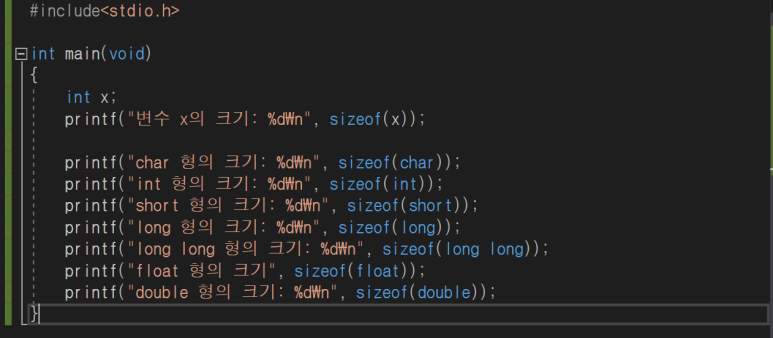 #include<stdio.h>
int main(void)
{
int x;
printf("변수 x의 크기: %d₩n", sizeof(x));
printf("char 형의 크기: %d₩n", sizeof(char));
printf("int 형의 크기: %d₩n", sizeof(int));
printf("short 형의 크기: %d₩n", sizeof(short));
printf("long 형의 크기: %d₩n", sizeof(long));
printf("long long 형의 크기: %d₩n", sizeof(long long));
printf("float 형의 크기", sizeof(float));
printf("double 형의 크기: %d₩n", sizeof(double));
}